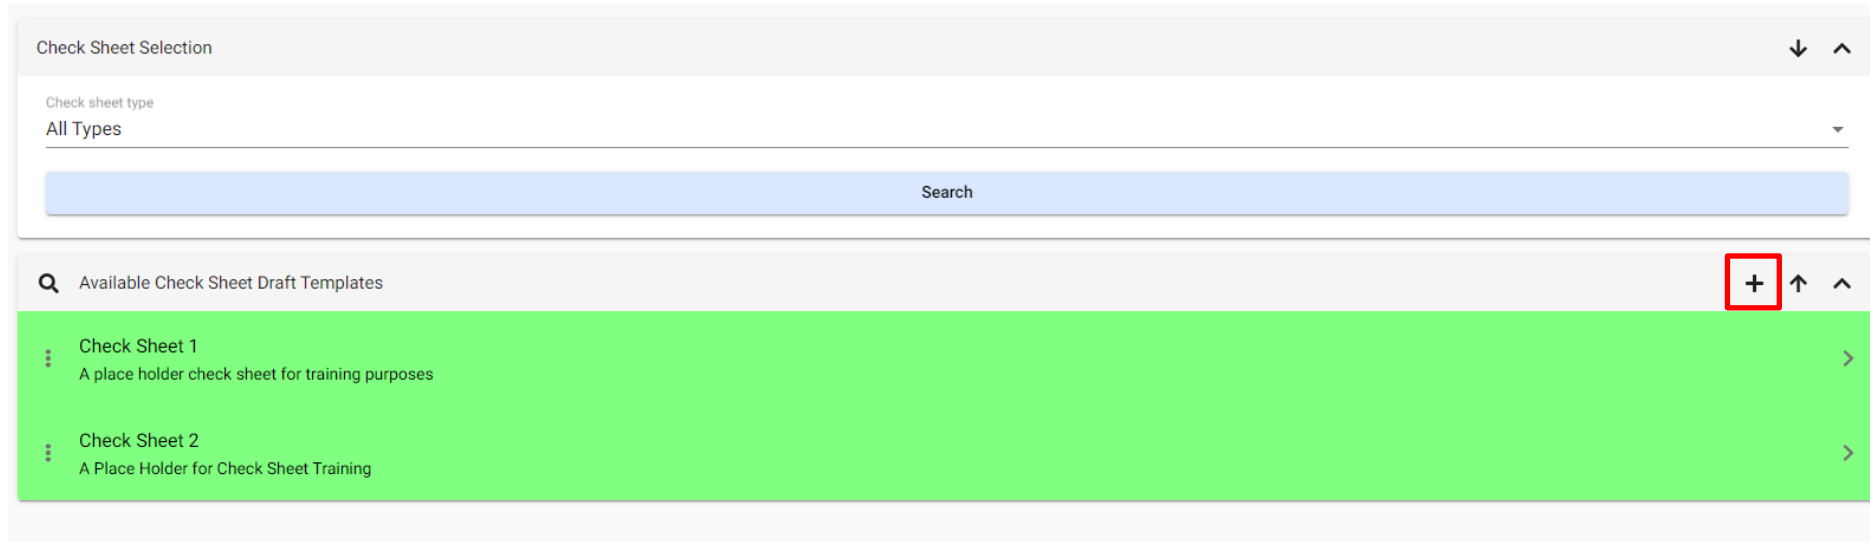 Check Sheet Selection
Check sheet type
All Types
Search
Available Check Sheet Draft Templates
Check Sheet 1
A place holder check sheet for training purposes
Check Sheet 2
A Place Holder for Check Sheet Training